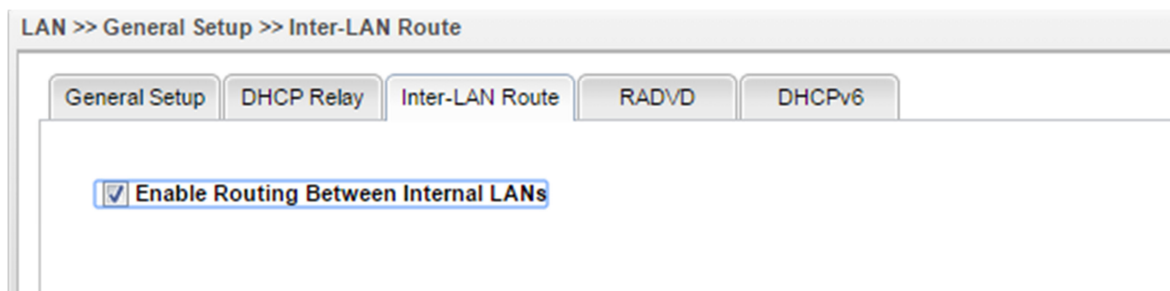 LAN >> General Setup >> Inter-LAN Route
General Setup DHCP Relay Inter-LAN Route RADVD DHCPv6
Enable Routing Between Internal LANs